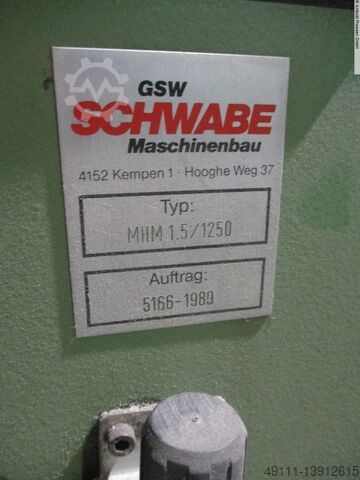 GSW
SCHWABE
Maschinenbau
4152 Kempen 1 · Hooghe Weg 37
Typ:
MHM 1.5/1250
Auftrag:
5166-1989
49111-13912615